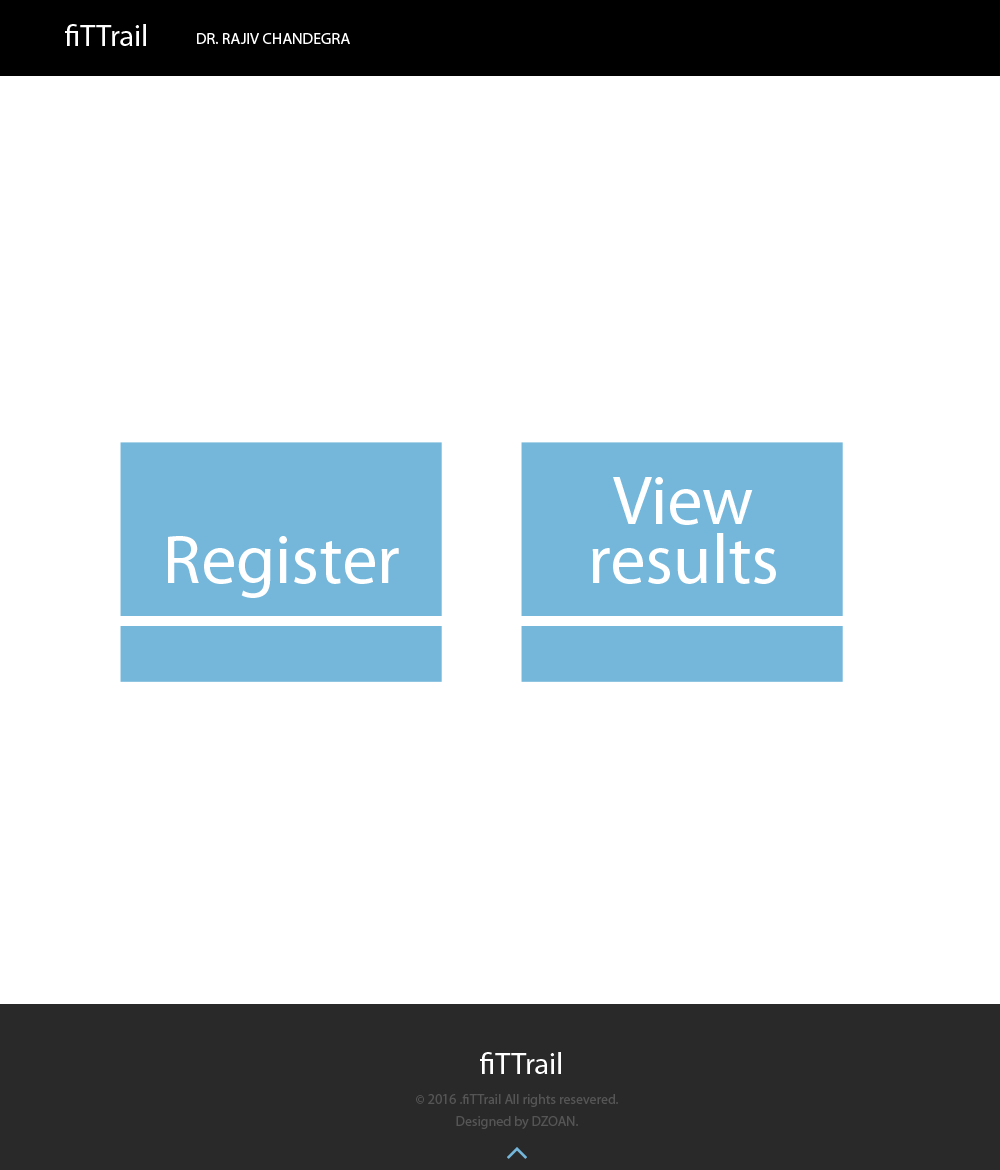 fiTTrail
DR. RAJIV CHANDEGRA
View
Register
results
fiTTrail
© 2016 .fiTTrail All rights resevered.
Designed by DZOAN.